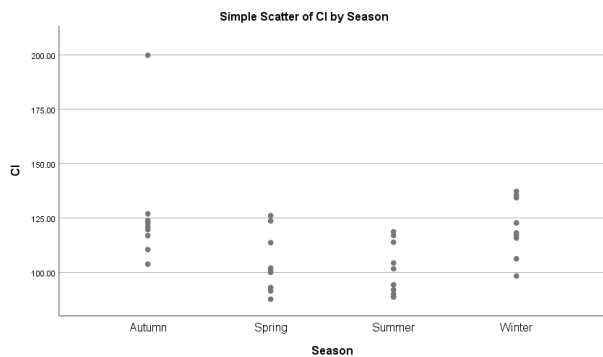 Simple Scatter of CI by Season
200.00
175.00
150.00
125.00
100.00
CI
Autumn Spring Summer Winter
Season